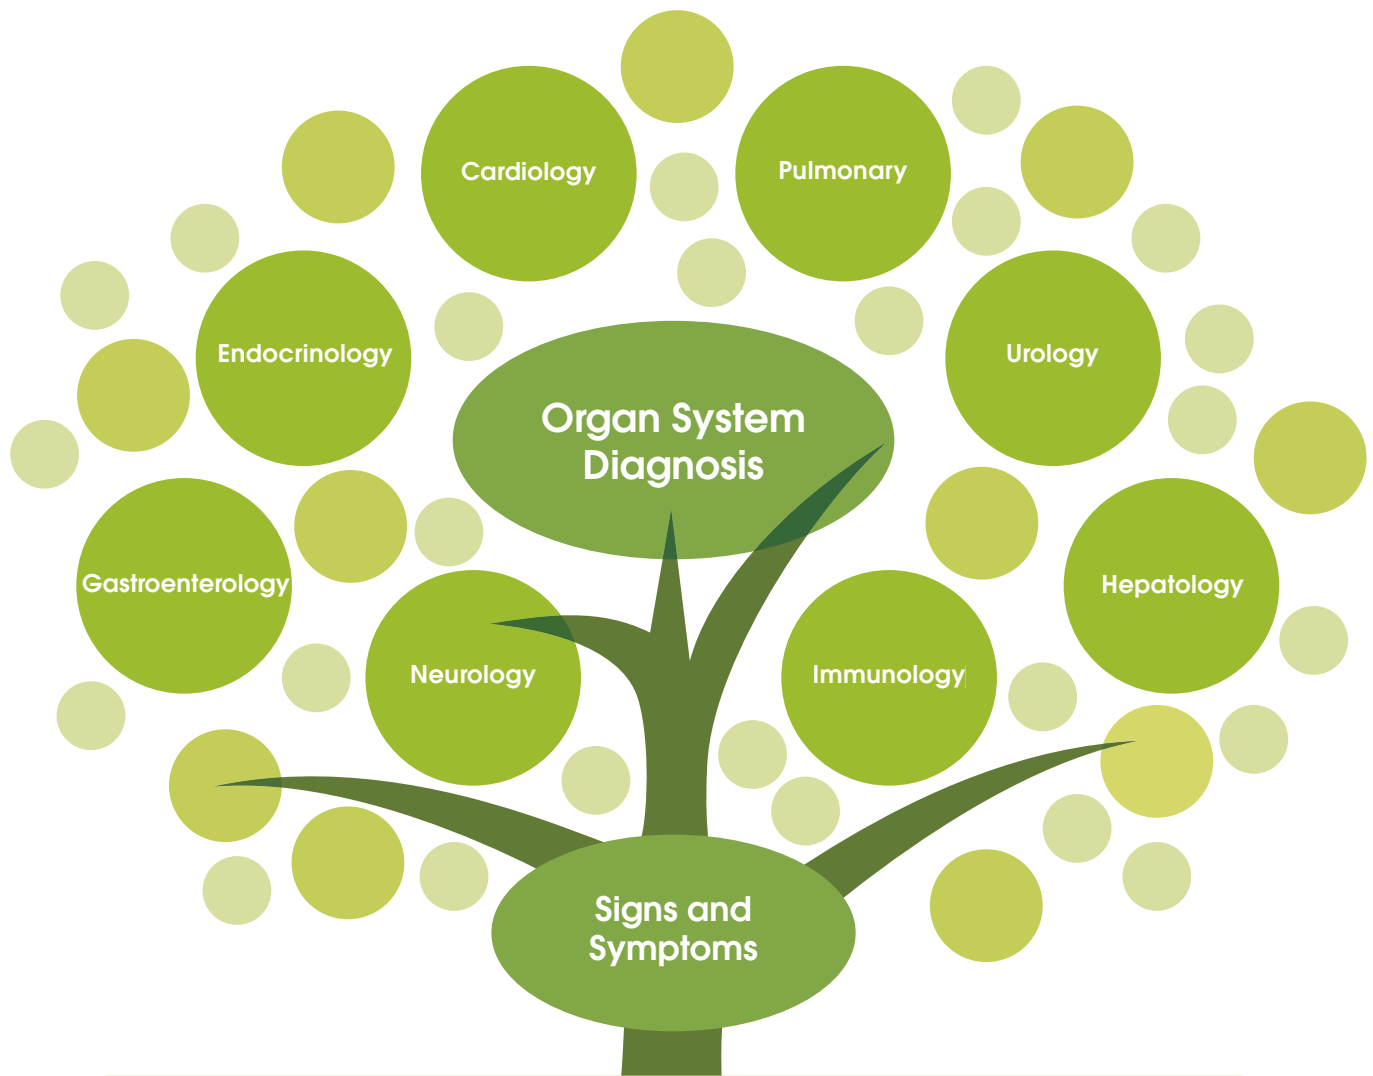 Cardiology
Pulmonary
Endocrinology
Urology
Organ System
Diagnosis
Gastroenterology
Hepatology
Neurology
Immunology
Signs and
Symptoms